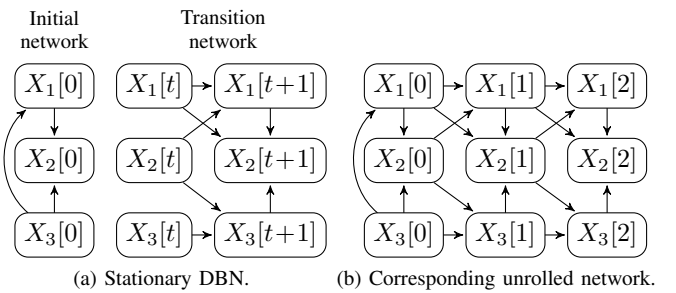 Initial network
Transition network
X₁[0] X₁[t] X₁[t+1] X₁[0] X₁[1] X₁[2]
X₂[0] X₂[t] X₂[t+1] X₂[0] X₂[1] X₂[2]
X₃[0] X₃[t] X₃[t+1] X₃[0] X₃[1] X₃[2]
(a) Stationary DBN.
(b) Corresponding unrolled network.